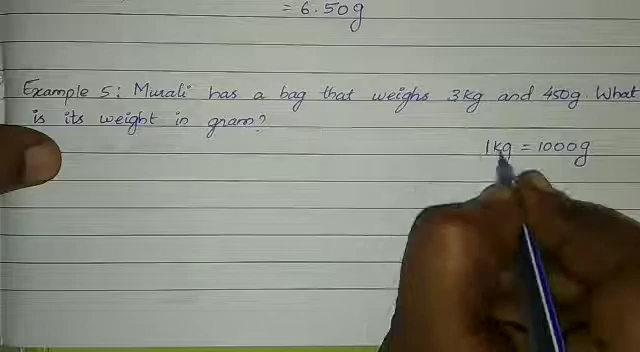 = 6.50g
Example 5: Murali has a bag that weighs 3kg and 450g What
is its weight in gram?
1kg = 1000g